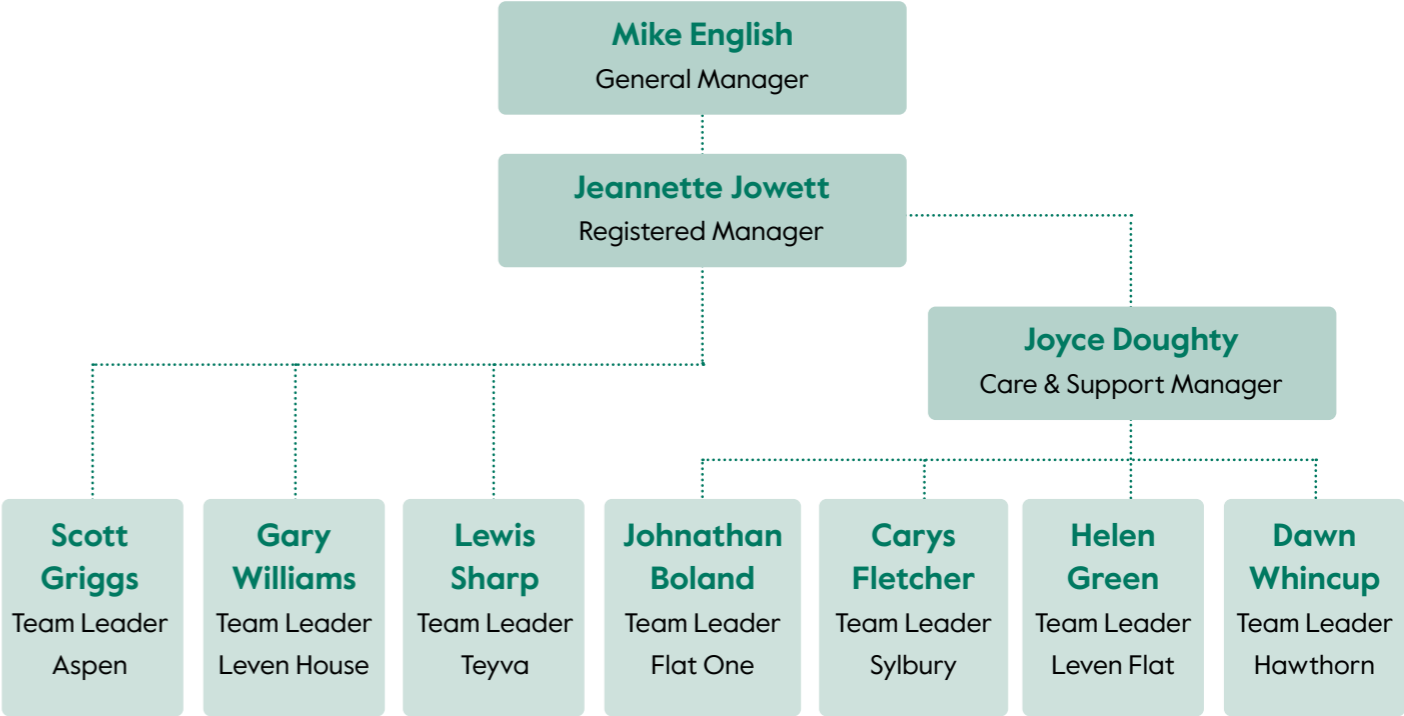 Mike English
General Manager
Jeannette Jowett
Registered Manager
Joyce Doughty
Care & Support Manager
Scott
Griggs
Team Leader
Aspen
Gary
Williams
Team Leader
Leven House
Lewis
Sharp
Team Leader
Teyva
Johnathan
Boland
Team Leader
Flat One
Carys
Fletcher
Team Leader
Sylbury
Helen
Green
Team Leader
Leven Flat
Dawn
Whincup
Team Leader
Hawthorn